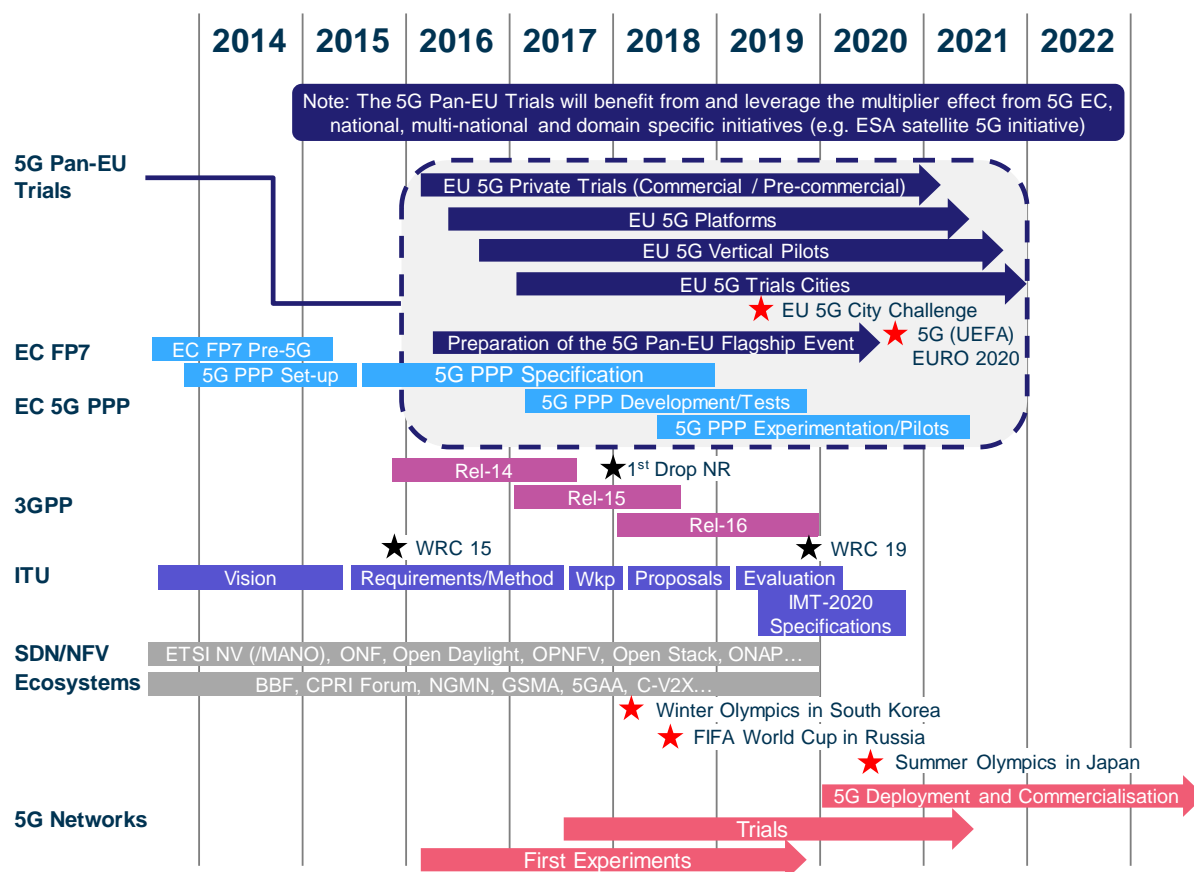 2014 2015 2016 2017 2018 2019 2020 2021 2022
Note: The 5G Pan-EU Trials will benefit from and leverage the multiplier effect from 5G EC,
national, multi-national and domain specific initiatives (e.g. ESA satellite 5G initiative)
5G Pan-EU
Trials
EU 5G Private Trials (Commercial / Pre-commercial)
EU 5G Platforms
EU 5G Vertical Pilots
EU 5G Trials Cities
EU 5G City Challenge
Preparation of the 5G Pan-EU Flagship Event
5G (UEFA)
EURO 2020
EC FP7
EC FP7 Pre-5G
5G PPP Set-up
5G PPP Specification
EC 5G PPP
5G PPP Development/Tests
5G PPP Experimentation/Pilots
3GPP
Rel-14
1st Drop NR
Rel-15
Rel-16
WRC 15
WRC 19
ITU
Vision
Requirements/Method
Wkp
Proposals
Evaluation
IMT-2020
Specifications
SDN/NFV
Ecosystems
ETSI NV (/MANO), ONF, Open Daylight, OPNFV, Open Stack, ONAP...
BBF, CPRI Forum, NGMN, GSMA, 5GAA, C-V2X...
Winter Olympics in South Korea
FIFA World Cup in Russia
Summer Olympics in Japan
5G Networks
5G Deployment and Commercialisation
Trials
First Experiments